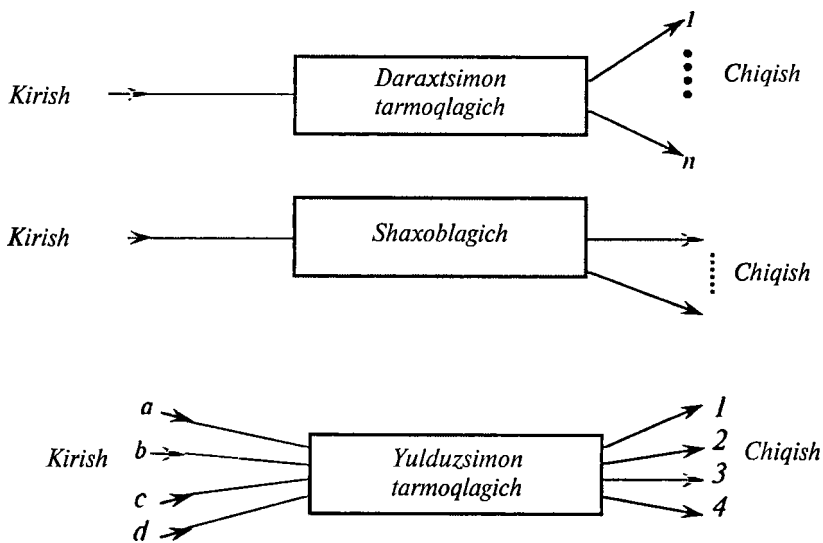 1
Daraxtsimon
tarmoqlagich
Kirish
Chiqish
n
Kirish
Shaxoblagich
Chiqish
a
b
c
d
Kirish
Yulduzsimon
tarmoqlagich
1
2
3
4
Chiqish